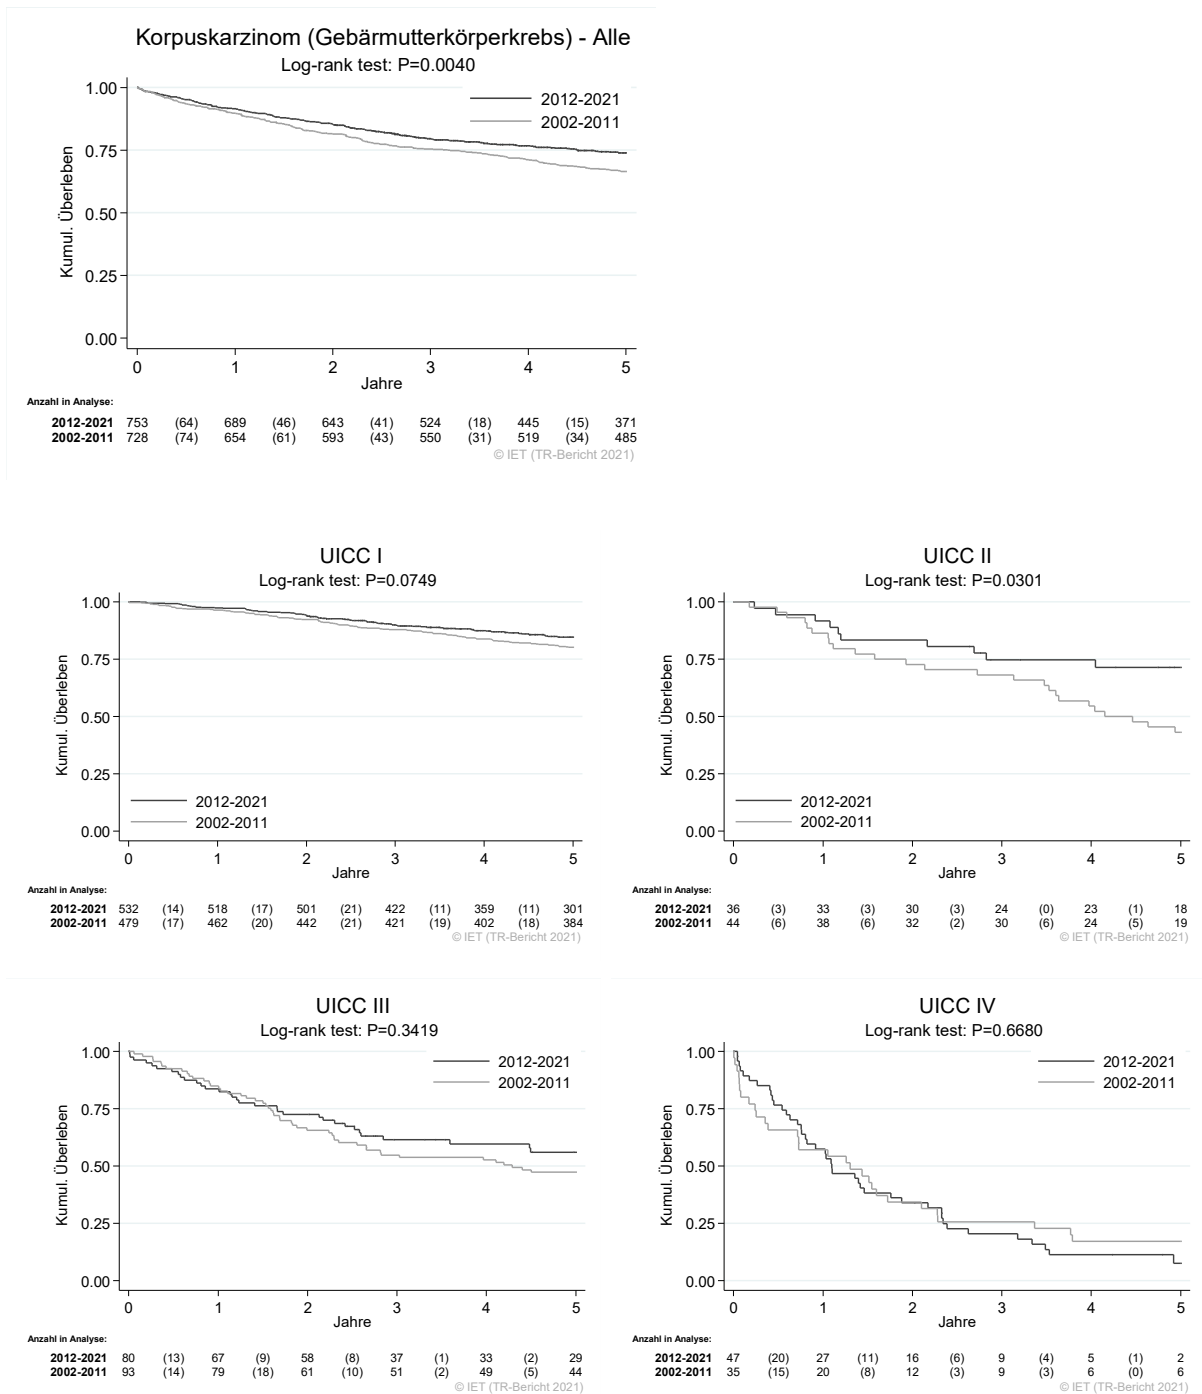 Korpuskarzinom (Gebärmutterkörperkrebs) - Alle
Log-rank test: P=0.0040
1.00
0.75
0.50
0.25
0.00
Kumul. Überleben
2012-2021
2002-2011
0 1 2 3 4 5
Jahre
Anzahl in Analyse:
2012-2021 753 (64) 689 (46) 643 (41) 524 (18) 445 (15) 371
2002-2011 728 (74) 654 (61) 593 (43) 550 (31) 519 (34) 485
© IET (TR-Bericht 2021)
UICC I
Log-rank test: P=0.0749
1.00
0.75
0.50
0.25
0.00
Kumul. Überleben
2012-2021
2002-2011
0 1 2 3 4 5
Jahre
Anzahl in Analyse:
2012-2021 532 (14) 518 (17) 501 (21) 422 (11) 359 (11) 301
2002-2011 479 (17) 462 (20) 442 (21) 421 (19) 402 (18) 384
© IET (TR-Bericht 2021)
UICC II
Log-rank test: P=0.0301
1.00
0.75
0.50
0.25
0.00
Kumul. Überleben
2012-2021
2002-2011
0 1 2 3 4 5
Jahre
Anzahl in Analyse:
2012-2021 36 (3) 33 (3) 30 (3) 24 (0) 23 (1) 18
2002-2011 44 (6) 38 (6) 32 (2) 30 (6) 24 (5) 19
© IET (TR-Bericht 2021)
UICC III
Log-rank test: P=0.3419
1.00
0.75
0.50
0.25
0.00
Kumul. Überleben
2012-2021
2002-2011
0 1 2 3 4 5
Jahre
Anzahl in Analyse:
2012-2021 80 (13) 67 (9) 58 (8) 37 (1) 33 (2) 29
2002-2011 93 (14) 79 (18) 61 (10) 51 (2) 49 (5) 44
© IET (TR-Bericht 2021)
UICC IV
Log-rank test: P=0.6680
1.00
0.75
0.50
0.25
0.00
Kumul. Überleben
2012-2021
2002-2011
0 1 2 3 4 5
Jahre
Anzahl in Analyse:
2012-2021 47 (20) 27 (11) 16 (6) 9 (4) 5 (1) 2
2002-2011 35 (15) 20 (8) 12 (3) 9 (3) 6 (0) 6
© IET (TR-Bericht 2021)